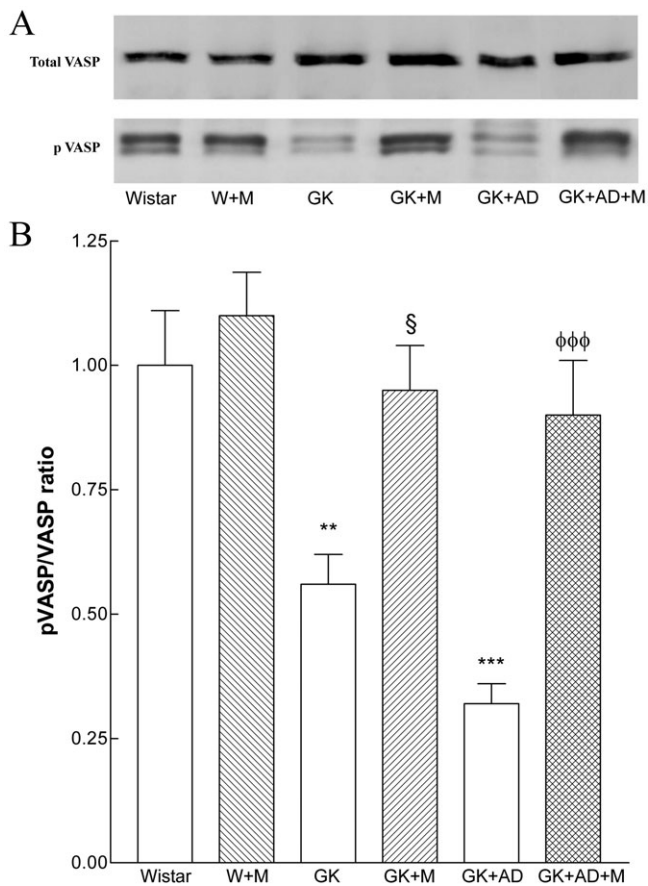 A
Total VASP
p VASP
Wistar W+M GK GK+M GK+AD GK+AD+M
B
pVASP/VASP ratio
1.25
1.00
0.75
0.50
0.25
0.00
**
§
***
ϕϕϕ
Wistar W+M GK GK+M GK+AD GK+AD+M